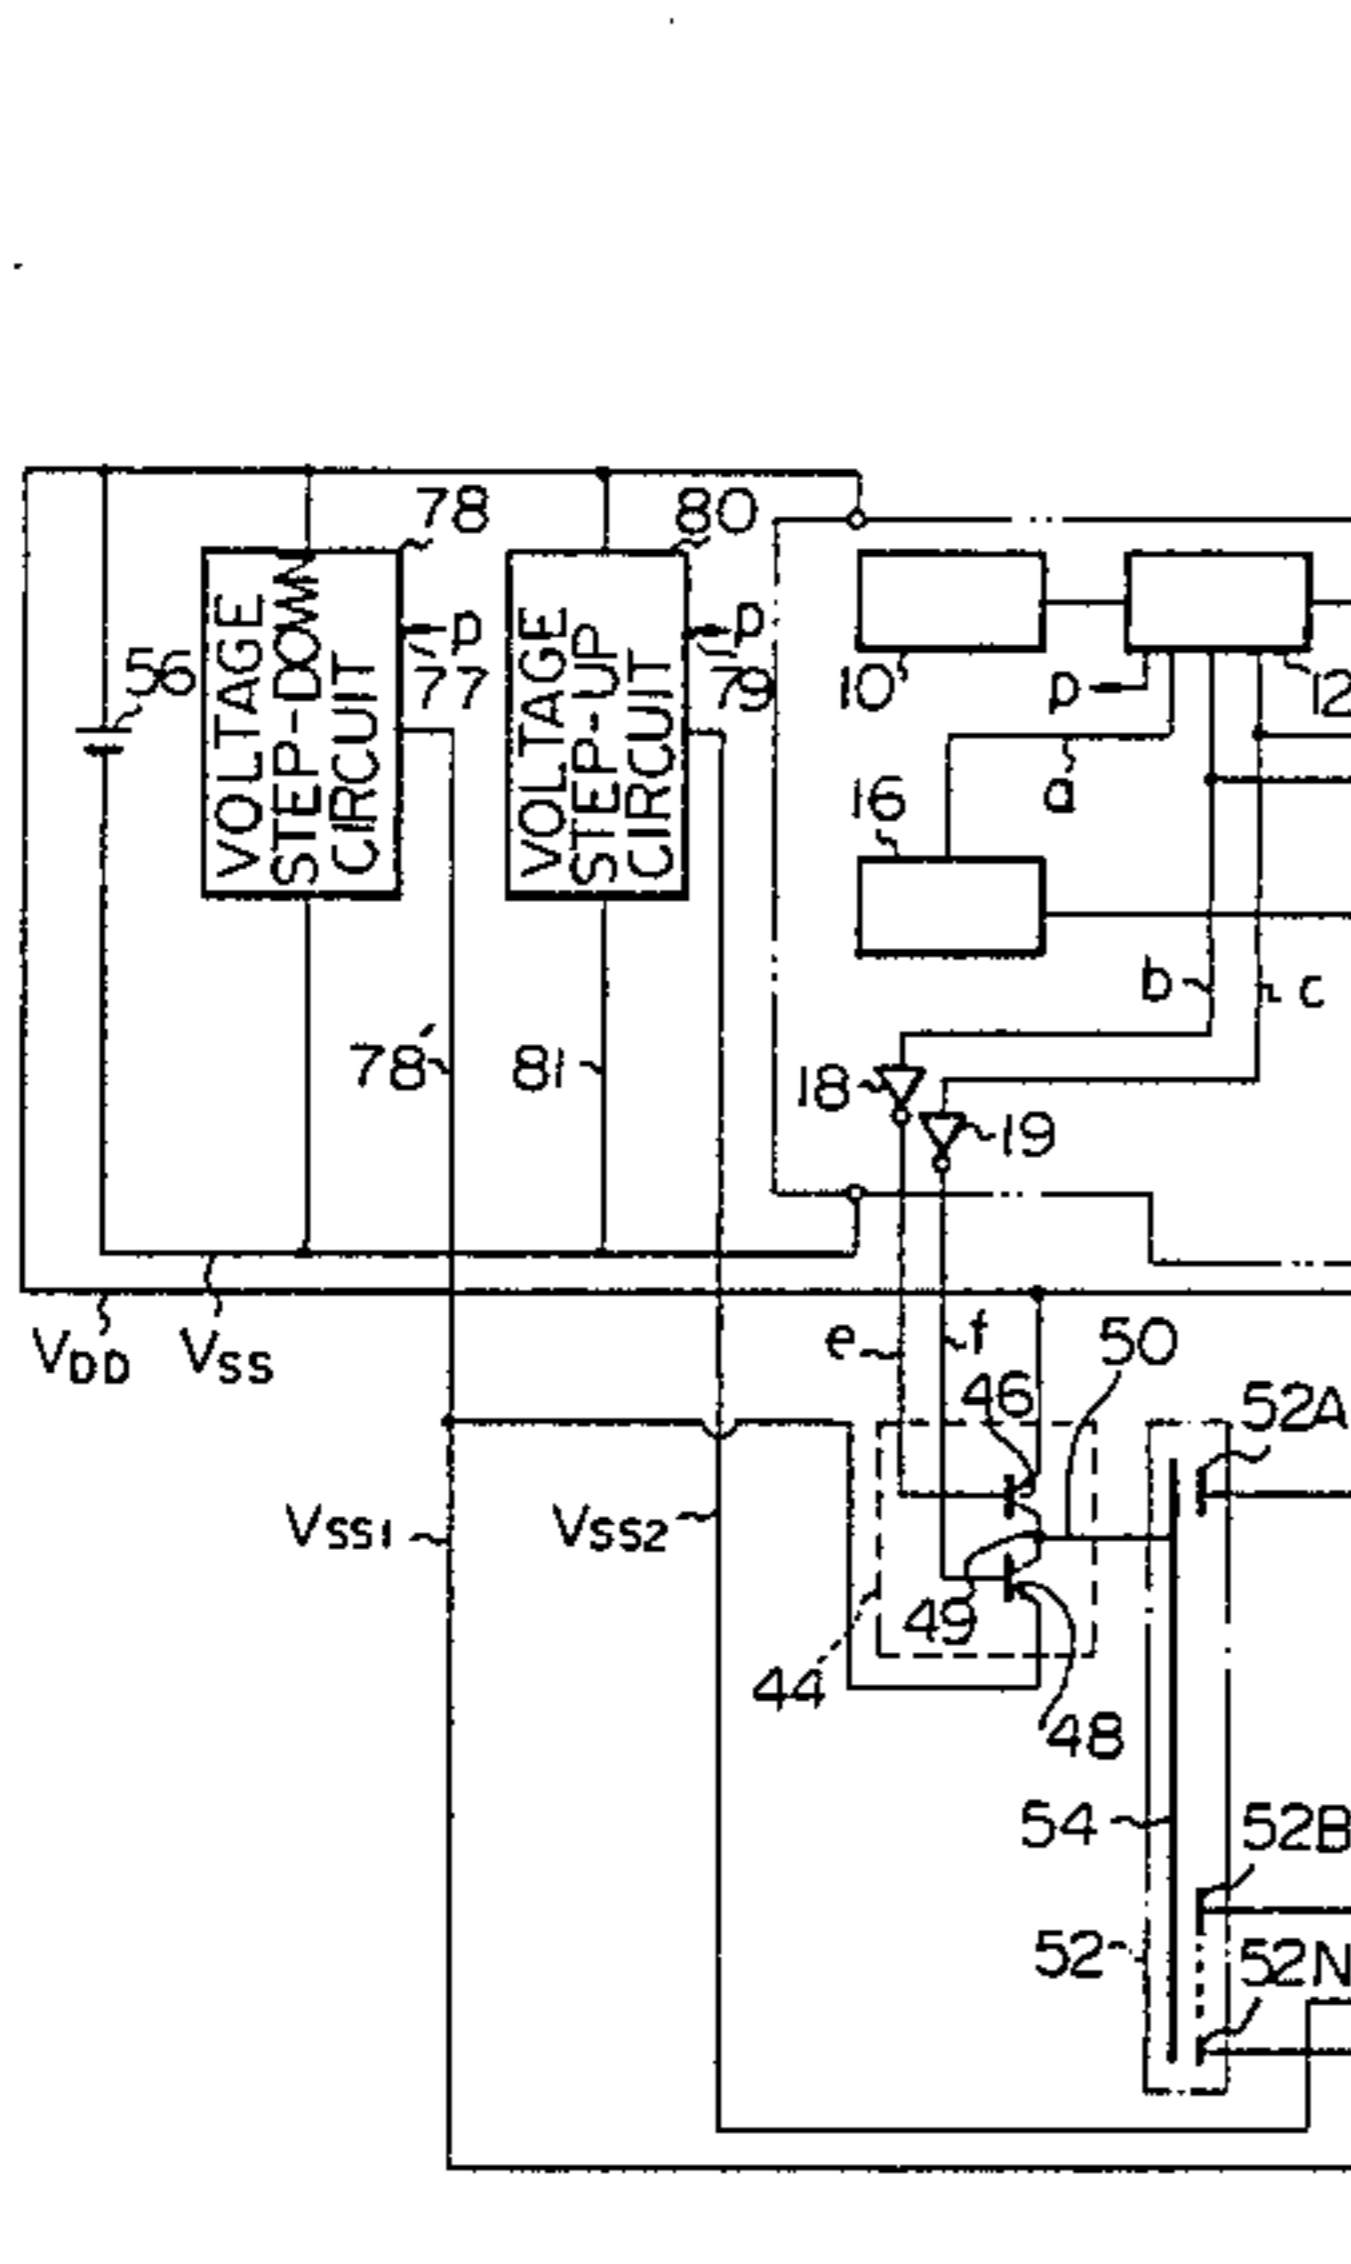 78
80
VOLTAGE
STEP-DOWN
CIRCUIT
VOLTAGE
STEP-UP
CIRCUIT
p
77
p
79
56
10
p
12
a
16
b
c
78'
81
18
19
VDD
VSS
e
f
50
46
52A
VSS1
VSS2
49
44
48
54
52B
52
52N